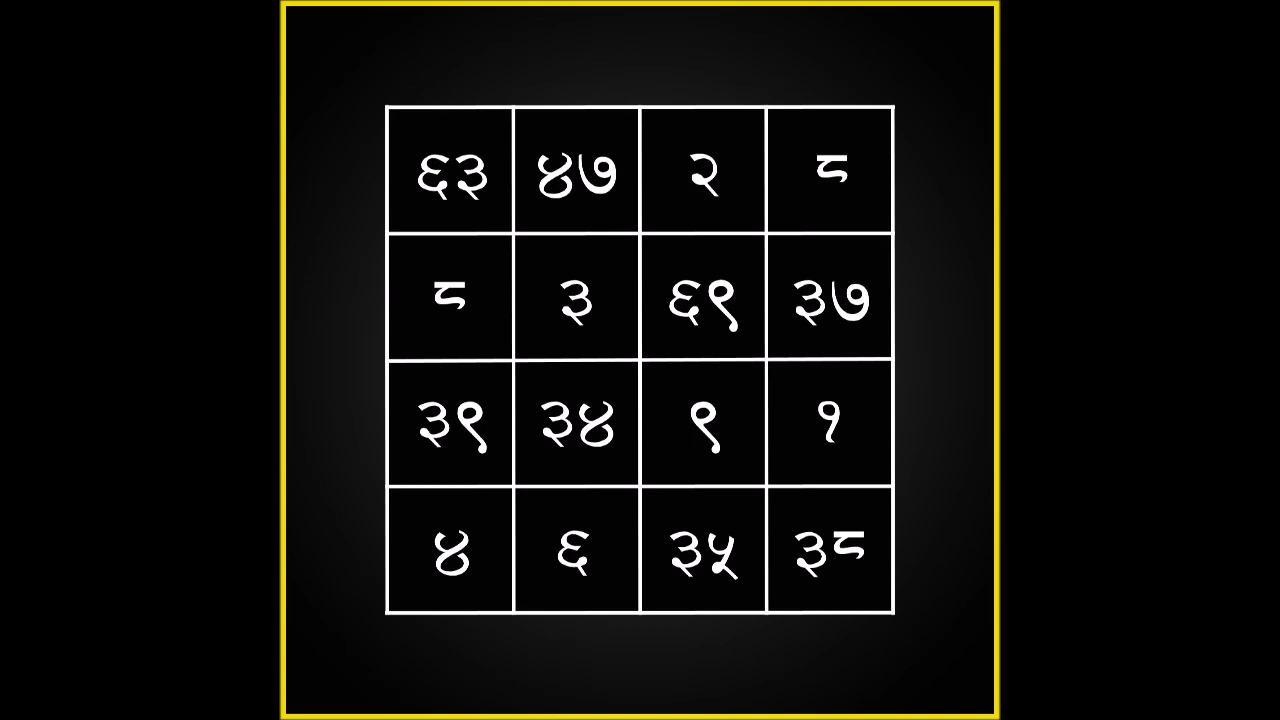 ६३ ४७ २ ८
८ ३ ६९ ३७
३९ ३४ ९ १
४ ६ ३५ ३८